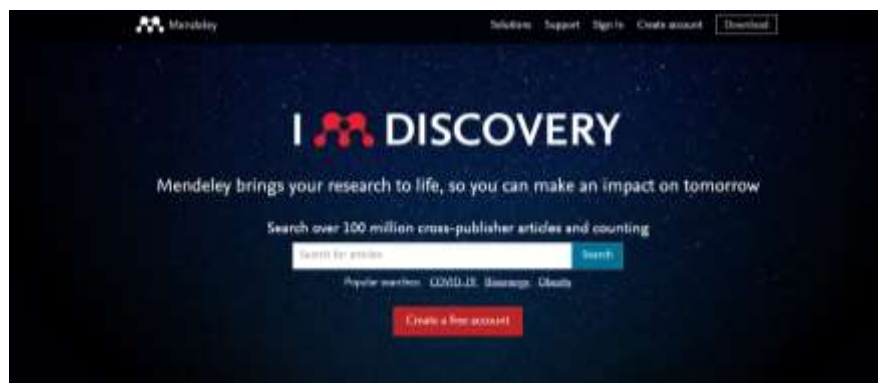 Mendeley
Solutions Support Sign In Create account Download
I DISCOVERY
Mendeley brings your research to life, so you can make an impact on tomorrow
Search over 100 million cross-publisher articles and counting
Search for articles Search
Popular searches: COVID-19 Bioenergy Obesity
Create a free account